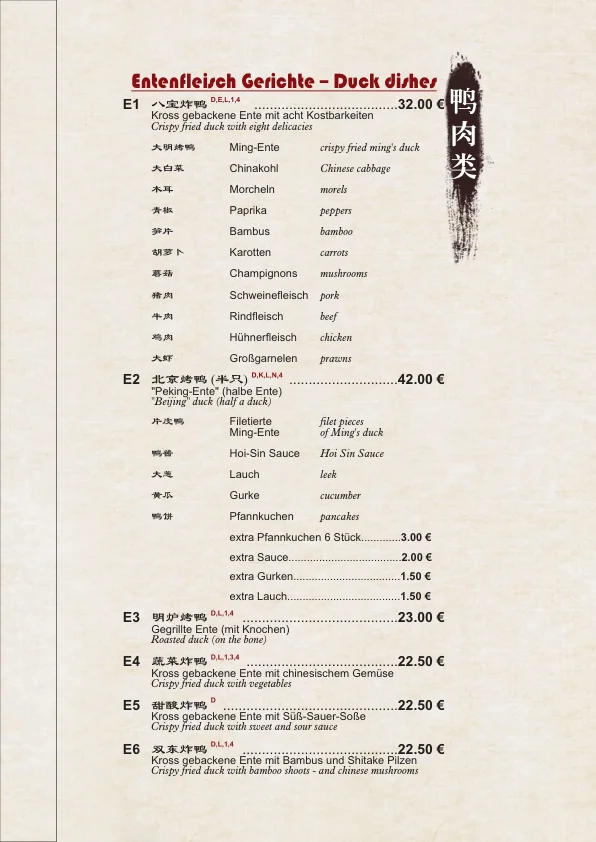 Entenfleisch Gerichte – Duck dishes
鸭肉类
E1 八宝炸鸭 D,E,L,1,4 .....................................32.00 €
Kross gebackene Ente mit acht Kostbarkeiten
Crispy fried duck with eight delicacies
大明烤鸭 Ming-Ente crispy fried ming's duck
大白菜 Chinakohl Chinese cabbage
木耳 Morcheln morels
青椒 Paprika peppers
笋片 Bambus bamboo
胡萝卜 Karotten carrots
蘑菇 Champignons mushrooms
猪肉 Schweinefleisch pork
牛肉 Rindfleisch beef
鸡肉 Hühnerfleisch chicken
大虾 Großgarnelen prawns
E2 北京烤鸭 (半只) D,K,L,N,4 ............................42.00 €
"Peking-Ente" (halbe Ente)
"Beijing" duck (half a duck)
片皮鸭 Filetierte filet pieces
Ming-Ente of Ming's duck
鸭酱 Hoi-Sin Sauce Hoi Sin Sauce
大葱 Lauch leek
黄瓜 Gurke cucumber
鸭饼 Pfannkuchen pancakes
extra Pfannkuchen 6 Stück.............3.00 €
extra Sauce.....................................2.00 €
extra Gurken...................................1.50 €
extra Lauch.....................................1.50 €
E3 明炉烤鸭 D,L,1,4 ........................................23.00 €
Gegrillte Ente (mit Knochen)
Roasted duck (on the bone)
E4 蔬菜炸鸭 D,L,1,3,4 .......................................22.50 €
Kross gebackene Ente mit chinesischem Gemüse
Crispy fried duck with vegetables
E5 甜酸炸鸭 D .............................................22.50 €
Kross gebackene Ente mit Süß-Sauer-Soße
Crispy fried duck with sweet and sour sauce
E6 双东炸鸭 D,L,1,4 ........................................22.50 €
Kross gebackene Ente mit Bambus und Shitake Pilzen
Crispy fried duck with bamboo shoots - and chinese mushrooms